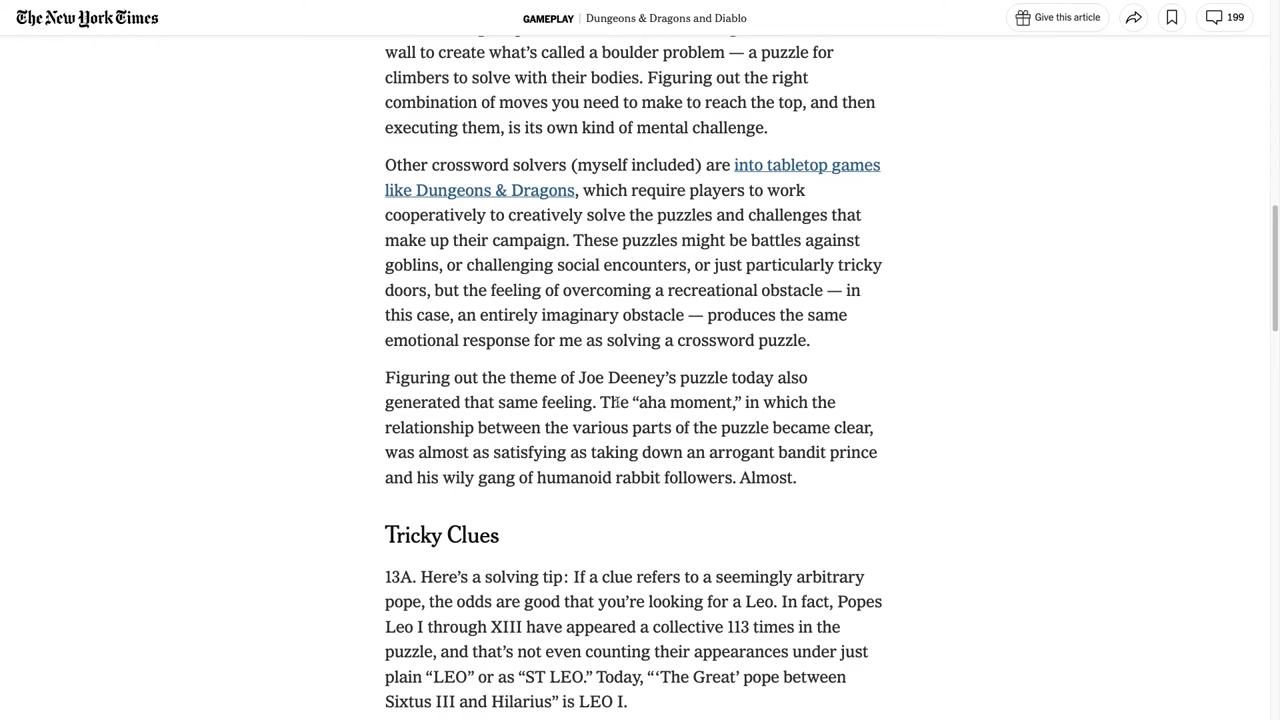 The New York Times
GAMEPLAY | Dungeons & Dragons and Diablo
Give this article
199
wall to create what’s called a boulder problem — a puzzle for
climbers to solve with their bodies. Figuring out the right
combination of moves you need to make to reach the top, and then
executing them, is its own kind of mental challenge.
Other crossword solvers (myself included) are into tabletop games
like Dungeons & Dragons, which require players to work
cooperatively to creatively solve the puzzles and challenges that
make up their campaign. These puzzles might be battles against
goblins, or challenging social encounters, or just particularly tricky
doors, but the feeling of overcoming a recreational obstacle — in
this case, an entirely imaginary obstacle — produces the same
emotional response for me as solving a crossword puzzle.
Figuring out the theme of Joe Deeney’s puzzle today also
generated that same feeling. The “aha moment,” in which the
relationship between the various parts of the puzzle became clear,
was almost as satisfying as taking down an arrogant bandit prince
and his wily gang of humanoid rabbit followers. Almost.
Tricky Clues
13A. Here’s a solving tip: If a clue refers to a seemingly arbitrary
pope, the odds are good that you’re looking for a Leo. In fact, Popes
Leo I through XIII have appeared a collective 113 times in the
puzzle, and that’s not even counting their appearances under just
plain “LEO” or as “ST LEO.” Today, “‘The Great’ pope between
Sixtus III and Hilarius” is LEO I.